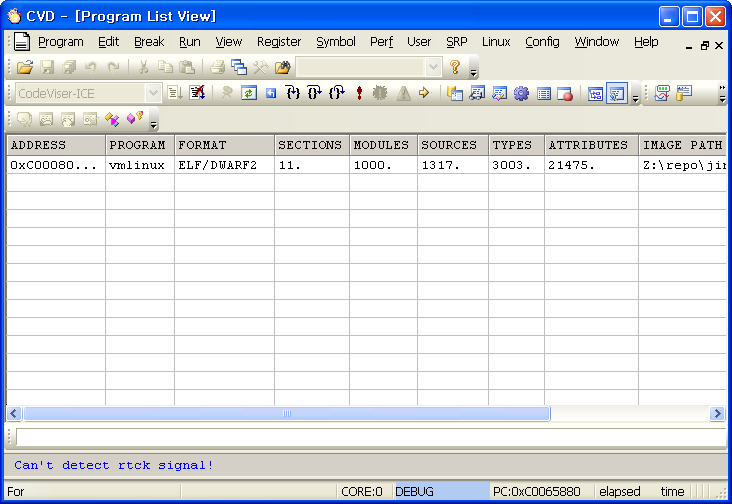 CVD - [Program List View]
Program Edit Break Run View Register Symbol Perf User SRP Linux Config Window Help
CodeViser-ICE
ADDRESS PROGRAM FORMAT SECTIONS MODULES SOURCES TYPES ATTRIBUTES IMAGE PATH
0xC00080... vmlinux ELF/DWARF2 11. 1000. 1317. 3003. 21475. Z:\repo\jin
Can't detect rtck signal!
For CORE:0 DEBUG PC:0xC0065880 elapsed time